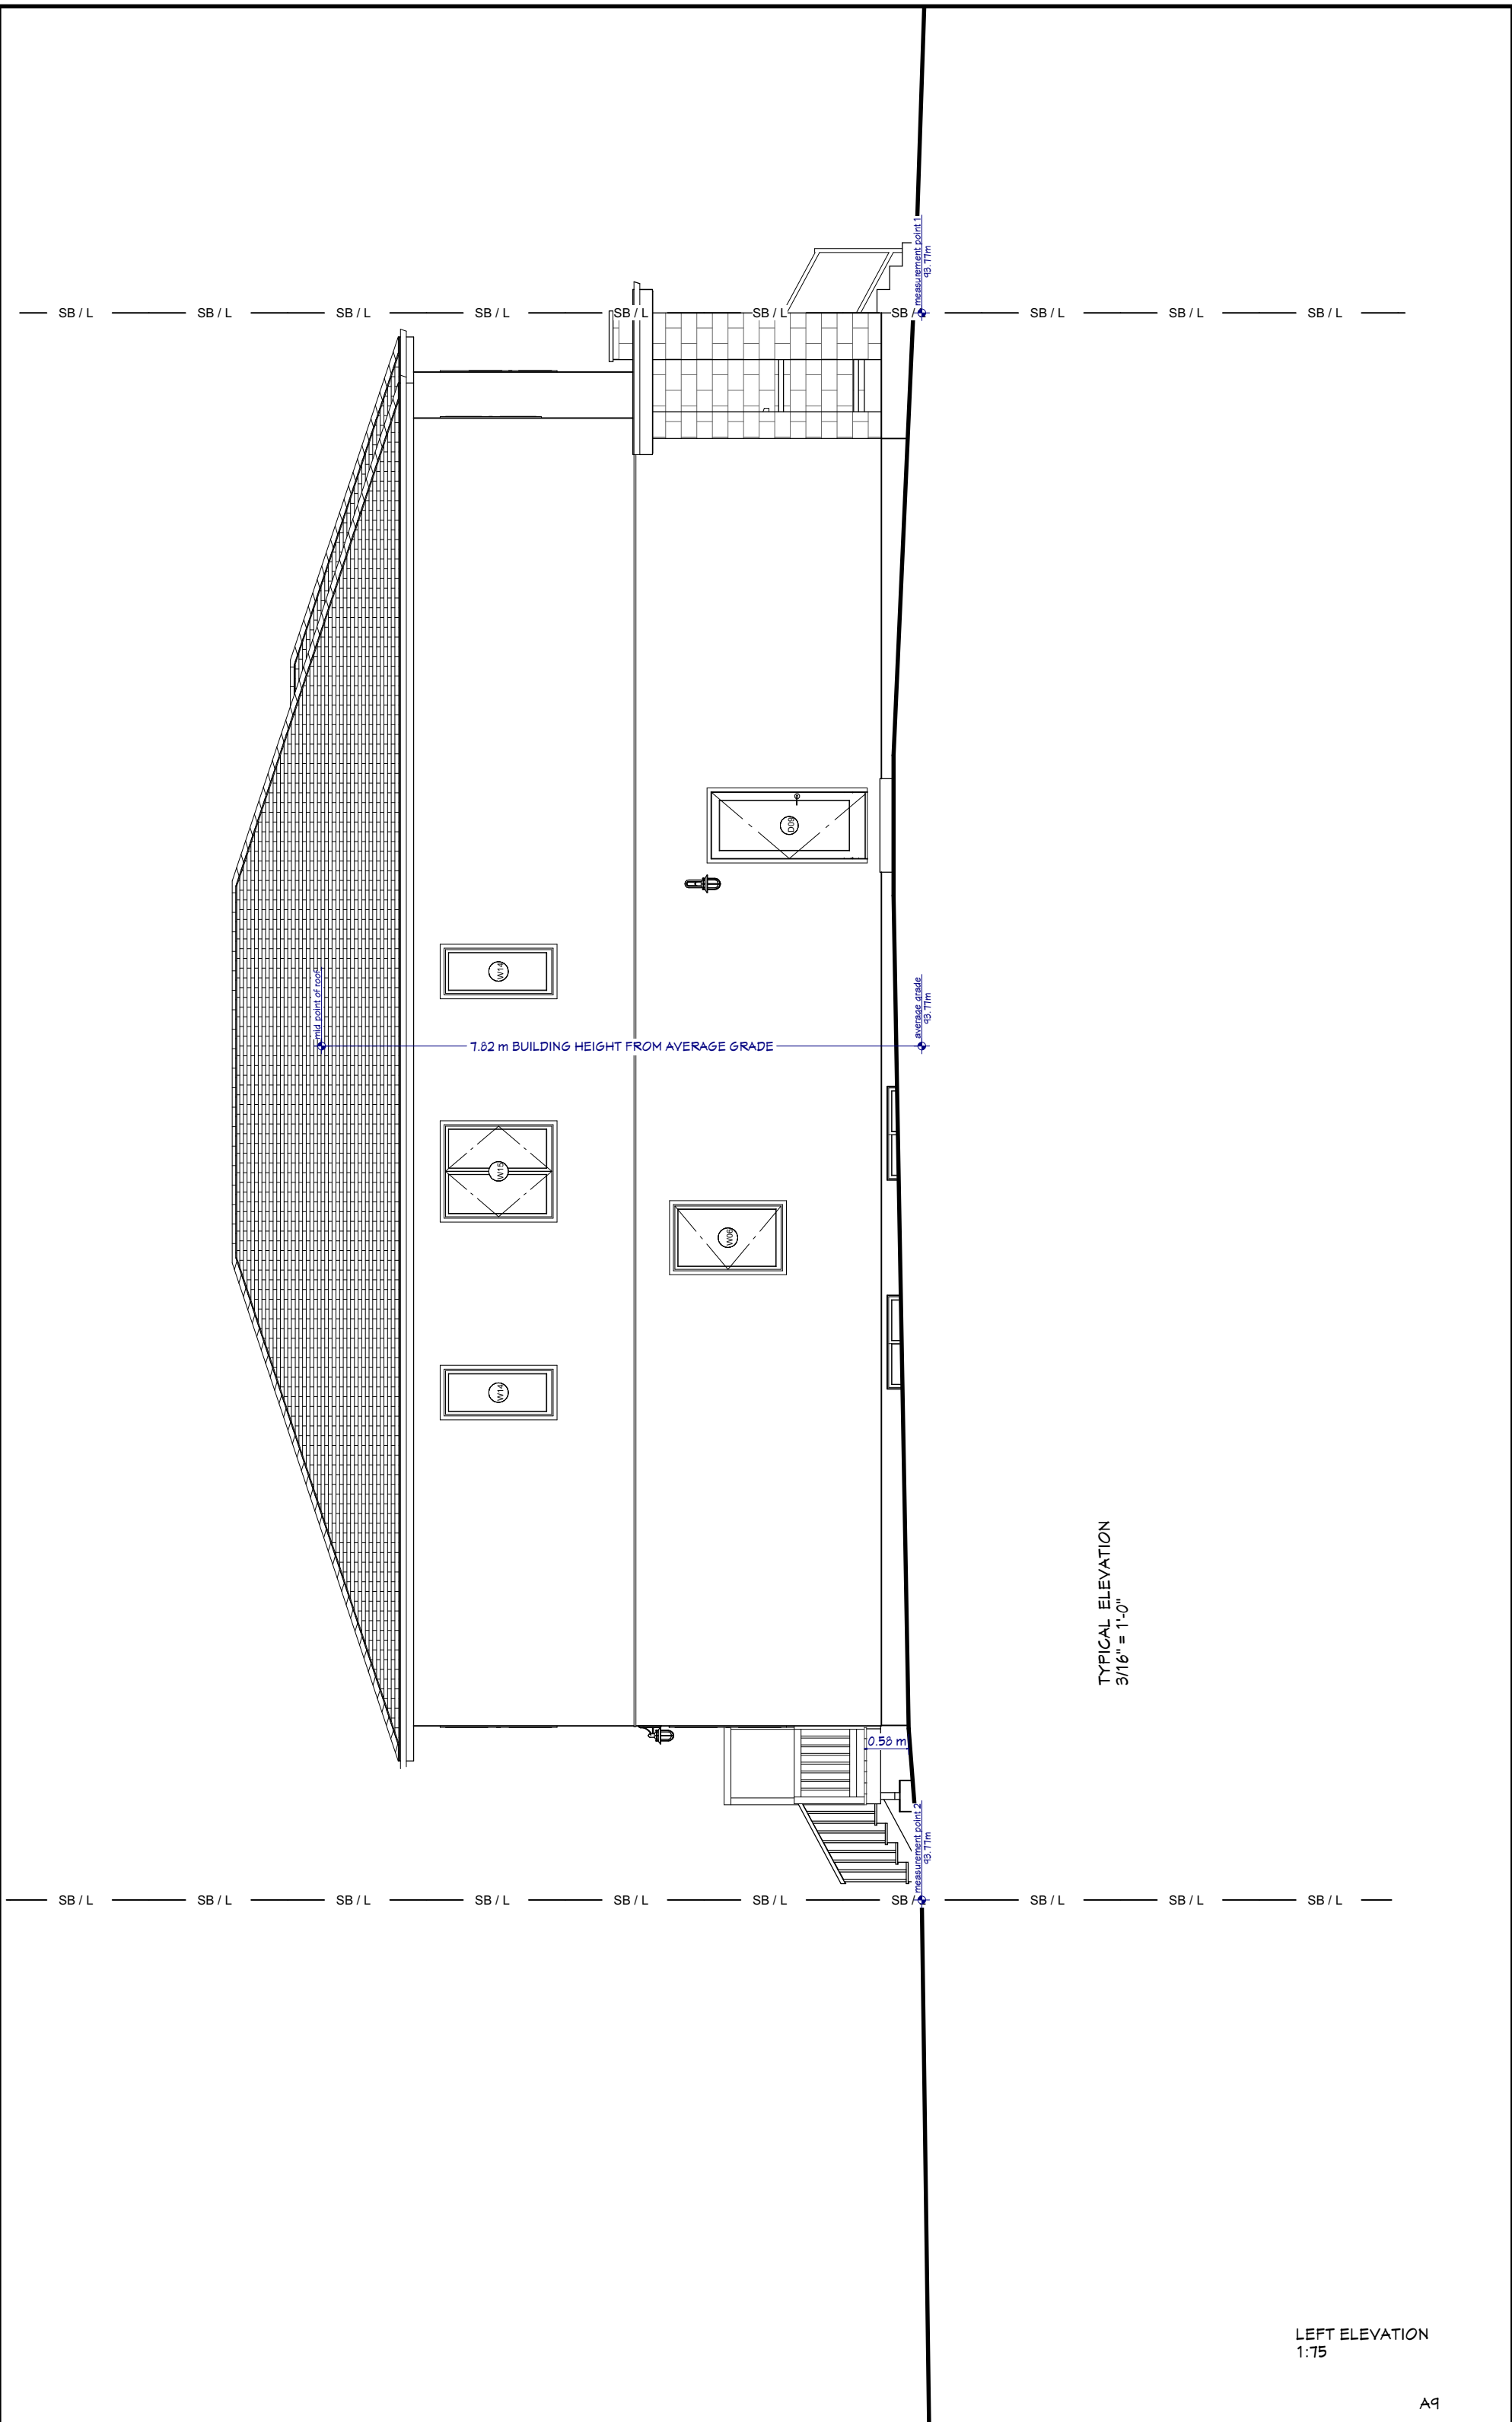 measurement point 1
93.77m
SB / L SB / L SB / L SB / L SB / L SB / L SB / SB / L SB / L SB / L
D09
W14
mid point of roof
average grade
93.77m
7.82 m BUILDING HEIGHT FROM AVERAGE GRADE
W15
W06
W14
TYPICAL ELEVATION
3/16" = 1'-0"
0.58 m
measurement point 2
93.77m
SB / L SB / L SB / L SB / L SB / L SB / L SB / SB / L SB / L SB / L
LEFT ELEVATION
1:75
A9